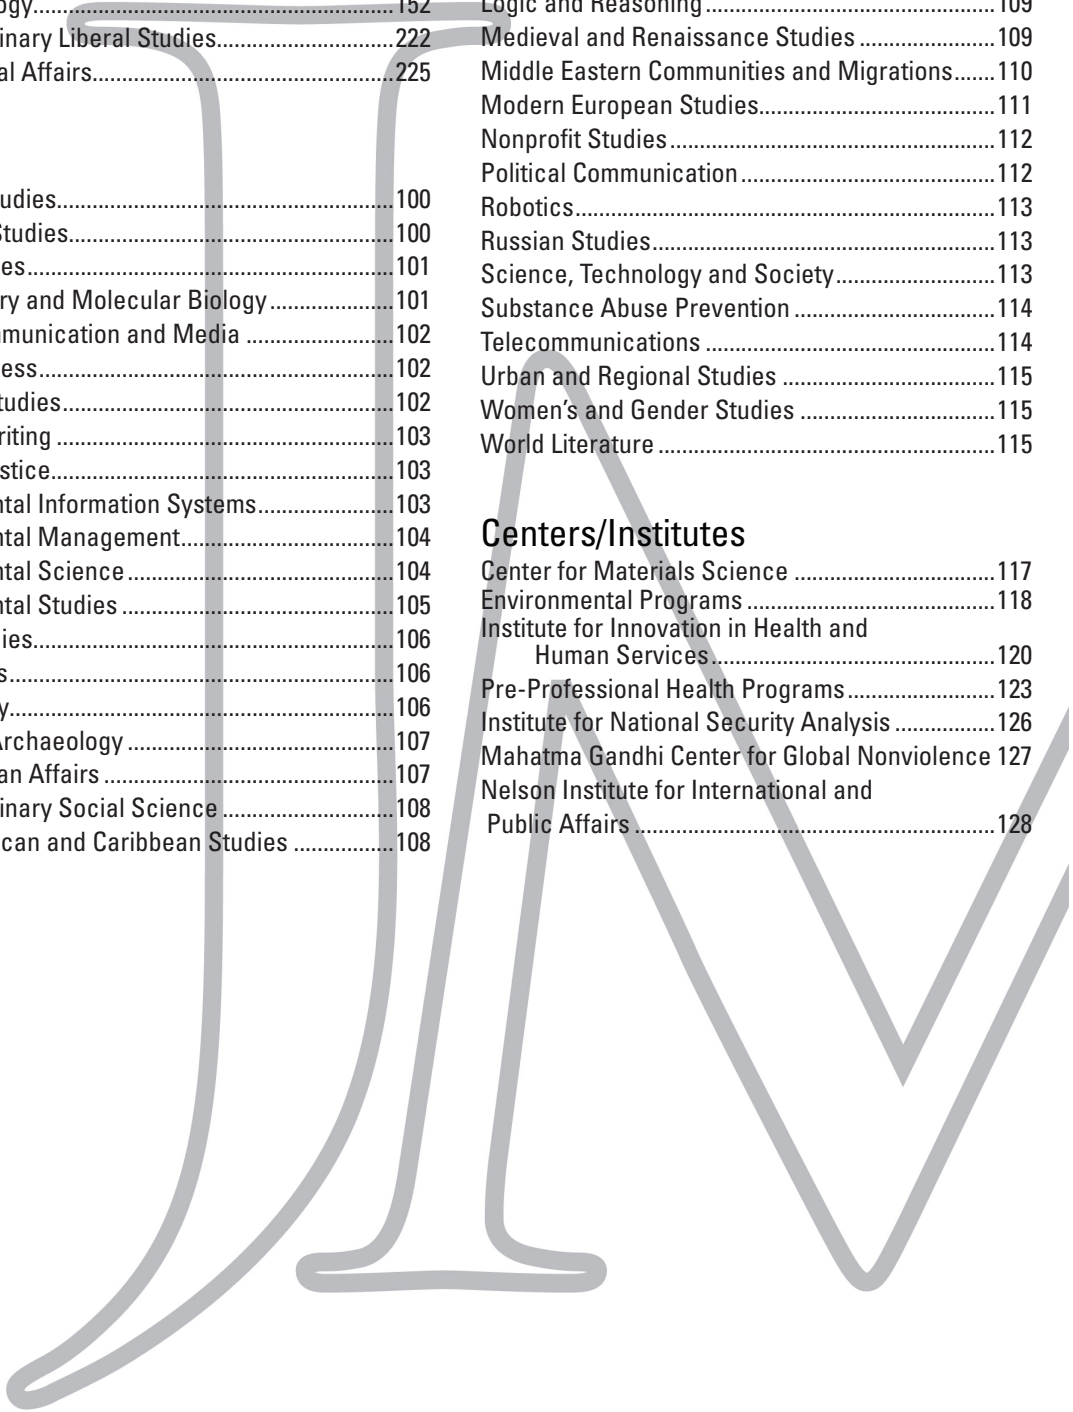 ogy....................152
inary Liberal Studies....................222
al Affairs....................225
udies....................100
Studies....................100
es....................101
ry and Molecular Biology....................101
mmunication and Media ....................102
ess....................102
tudies....................102
riting ....................103
stice....................103
ntal Information Systems....................103
ntal Management....................104
ntal Science ....................104
ntal Studies ....................105
ies....................106
s....................106
y....................106
Archaeology ....................107
an Affairs ....................107
inary Social Science ....................108
ican and Caribbean Studies ....................108
Logic and Reasoning....................109
Medieval and Renaissance Studies ....................109
Middle Eastern Communities and Migrations.......110
Modern European Studies....................111
Nonprofit Studies....................112
Political Communication....................112
Robotics....................113
Russian Studies....................113
Science, Technology and Society....................113
Substance Abuse Prevention ....................114
Telecommunications ....................114
Urban and Regional Studies ....................115
Women's and Gender Studies ....................115
World Literature ....................115
Centers/Institutes
Center for Materials Science ....................117
Environmental Programs ....................118
Institute for Innovation in Health and
Human Services....................120
Pre-Professional Health Programs....................123
Institute for National Security Analysis ....................126
Mahatma Gandhi Center for Global Nonviolence 127
Nelson Institute for International and
Public Affairs ....................128
JM